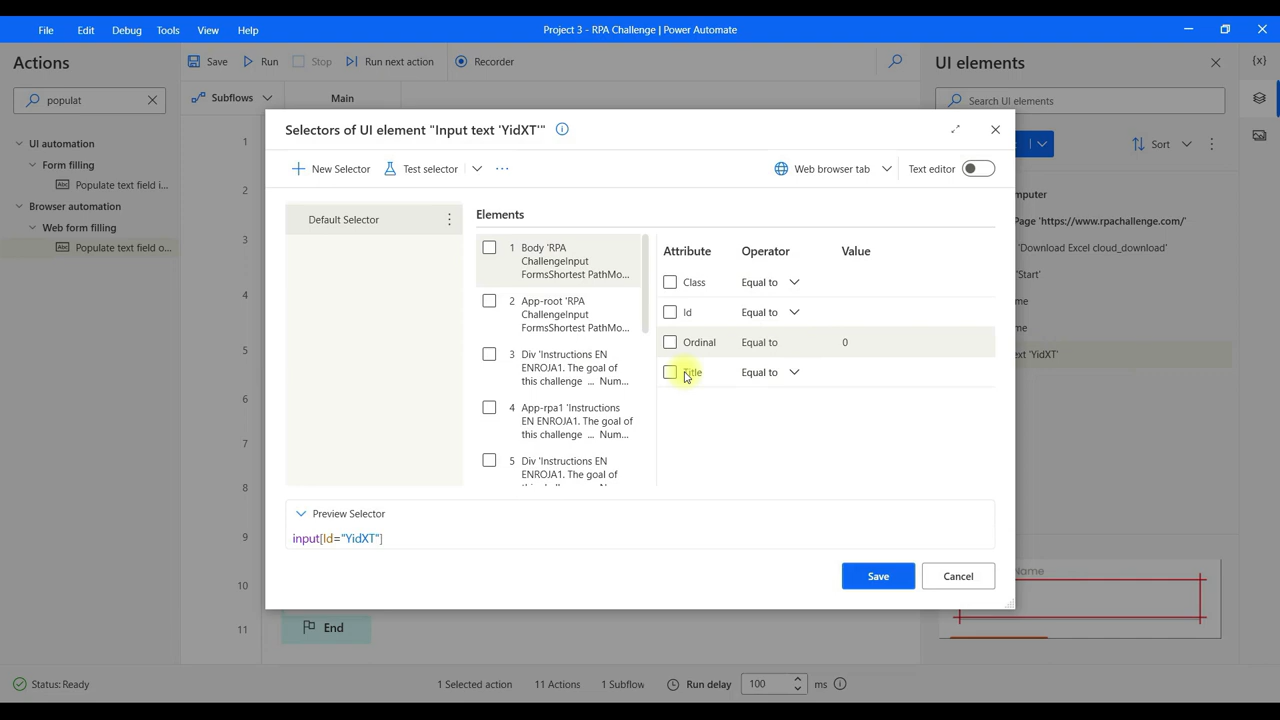 File Edit Debug Tools View Help
Project 3 - RPA Challenge | Power Automate
Actions
Save Run Stop Run next action Recorder
UI elements
populat
Subflows Main
Search UI elements
UI automation
Form filling
Populate text field i...
Browser automation
Web form filling
Populate text field o...
1
2
3
4
5
6
7
8
9
10
11
End
Selectors of UI element "Input text 'YidXT'"
New Selector Test selector
Web browser tab Text editor
Default Selector
Elements
1 Body 'RPA
ChallengeInput
FormsShortest PathMo...
2 App-root 'RPA
ChallengeInput
FormsShortest PathMo...
3 Div 'Instructions EN
ENROJA1. The goal of
this challenge ... Num...
4 App-rpa1 'Instructions
EN ENROJA1. The goal of
this challenge ... Num...
5 Div 'Instructions EN
ENROJA1. The goal of
Attribute Operator Value
Class Equal to
Id Equal to
Ordinal Equal to 0
Title Equal to
Preview Selector
input[Id="YidXT"]
Save Cancel
Sort
mputer
Page 'https://www.rpachallenge.com/'
'Download Excel cloud_download'
'Start'
me
me
ext 'YidXT'
Name
Status: Ready
1 Selected action 11 Actions 1 Subflow Run delay 100 ms